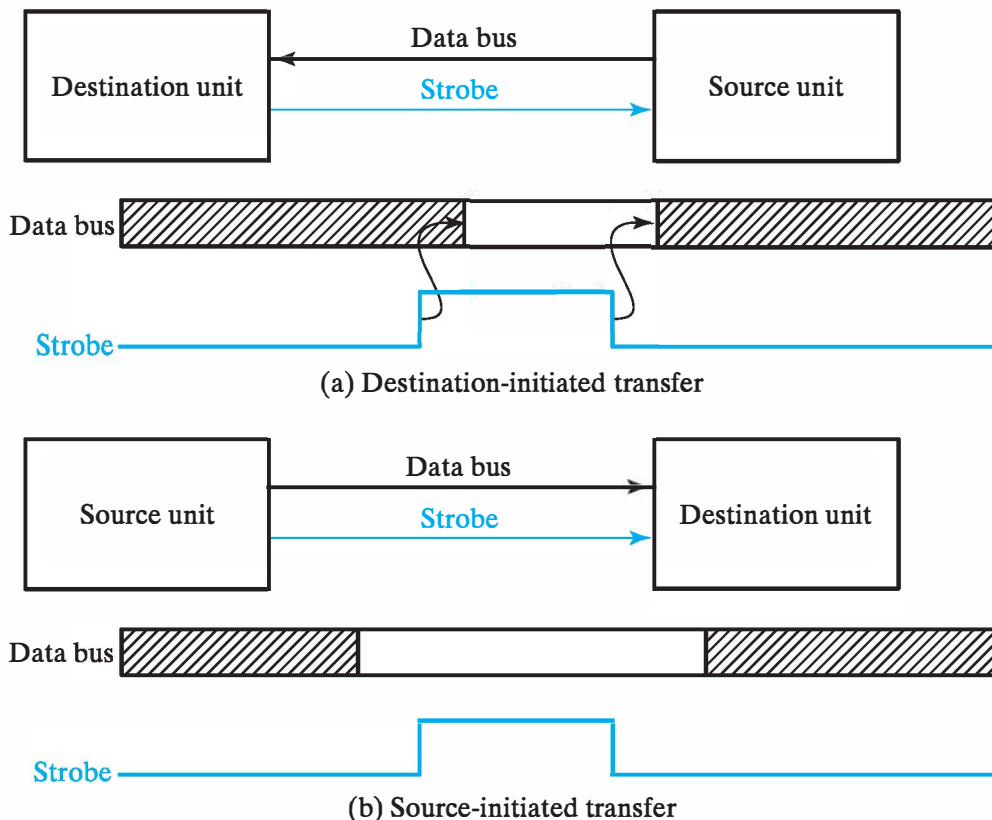 Data bus
Destination unit
Strobe
Source unit
Data bus
Strobe
(a) Destination-initiated transfer
Data bus
Source unit
Strobe
Destination unit
Data bus
Strobe
(b) Source-initiated transfer